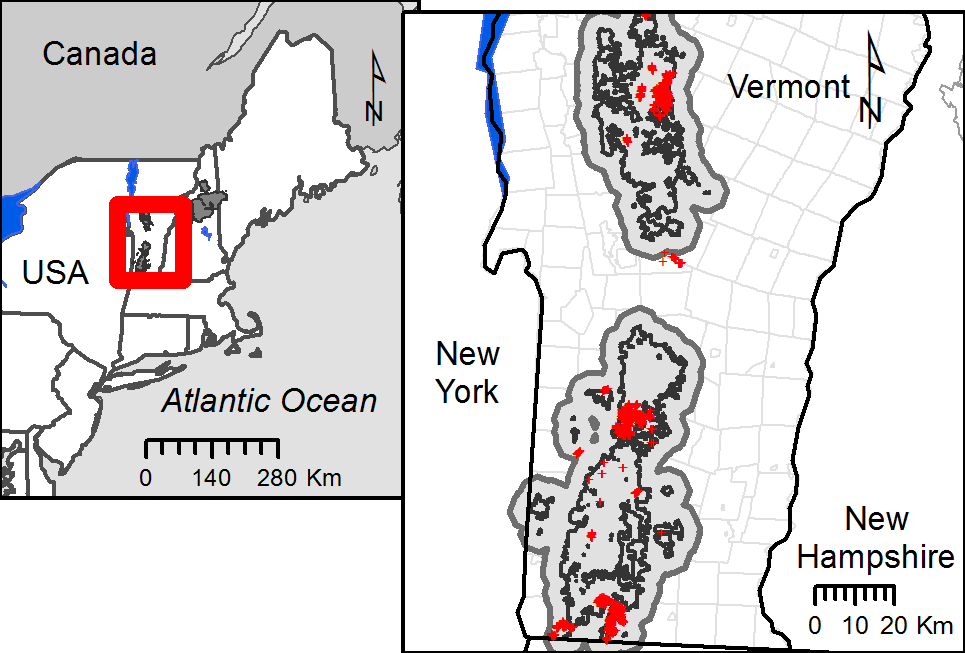 Canada
N
USA
Atlantic Ocean
0 140 280 Km
Vermont
N
New
York
New
Hampshire
0 10 20 Km